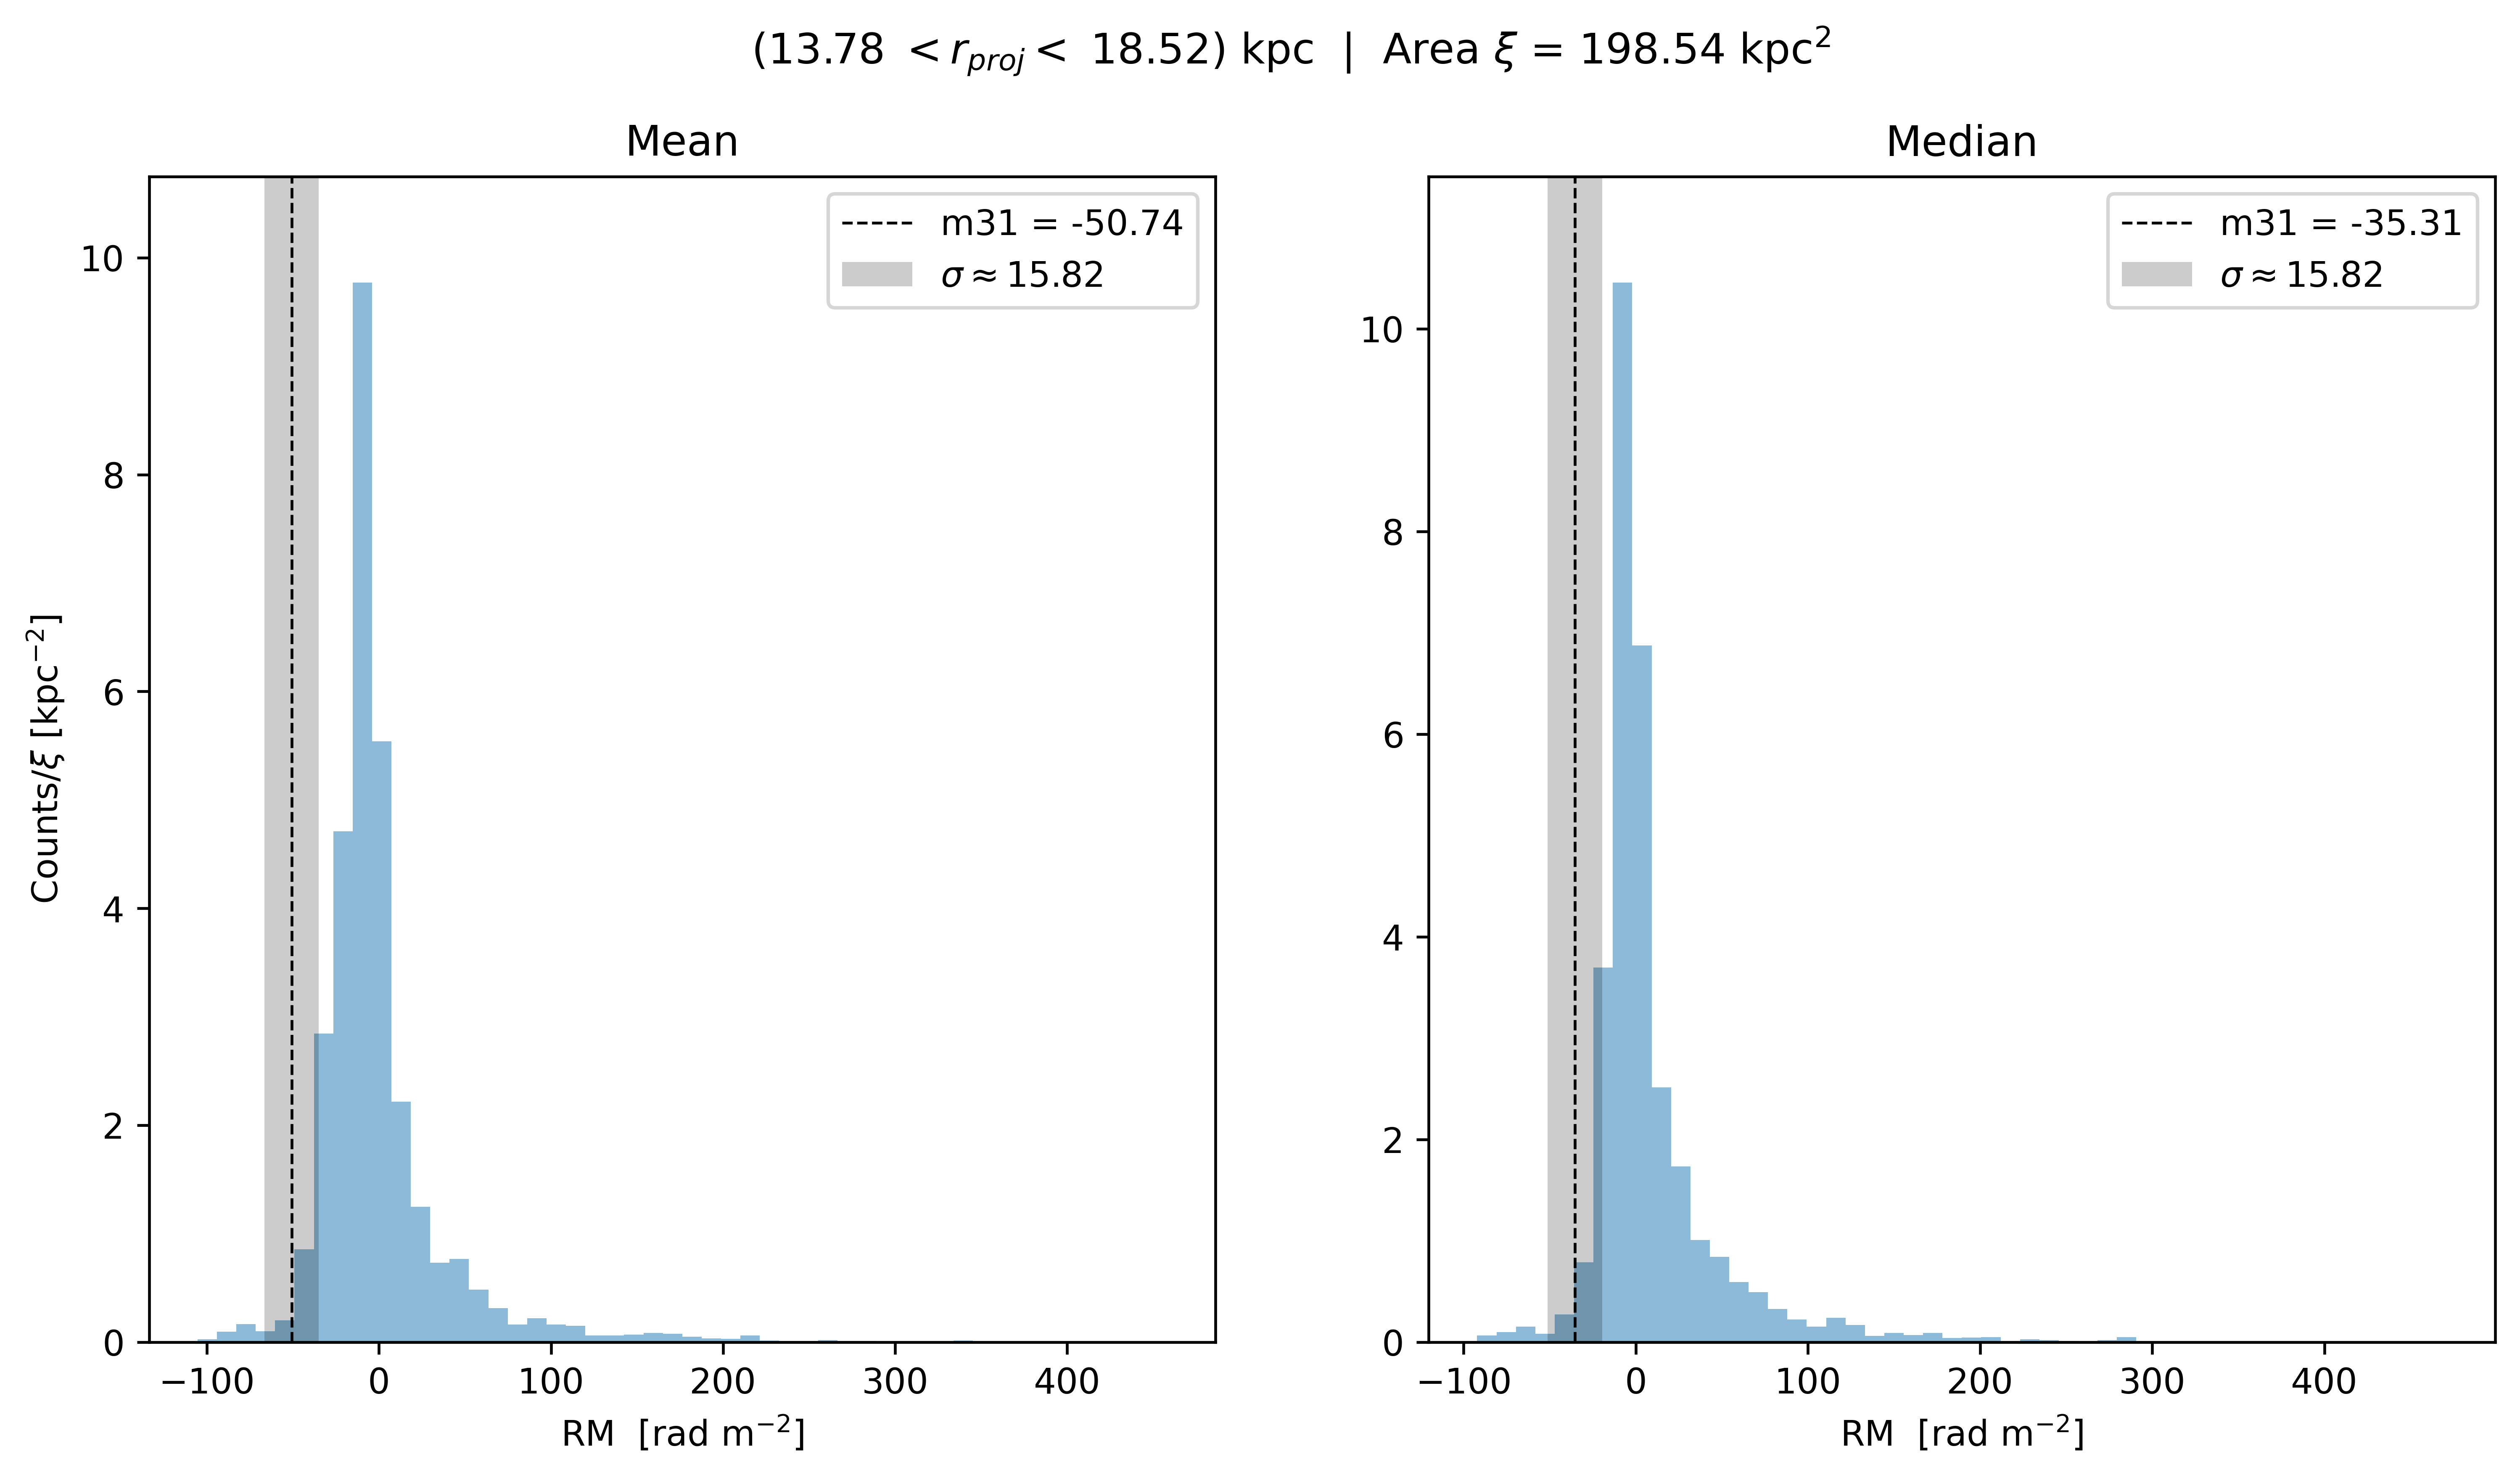 (13.78 < r_proj < 18.52) kpc | Area ξ = 198.54 kpc²
Mean
m31 = -50.74
σ ≈ 15.82
10
8
6
4
2
0
Counts/ξ [kpc⁻²]
−100 0 100 200 300 400
RM [rad m⁻²]
Median
m31 = -35.31
σ ≈ 15.82
10
8
6
4
2
0
−100 0 100 200 300 400
RM [rad m⁻²]